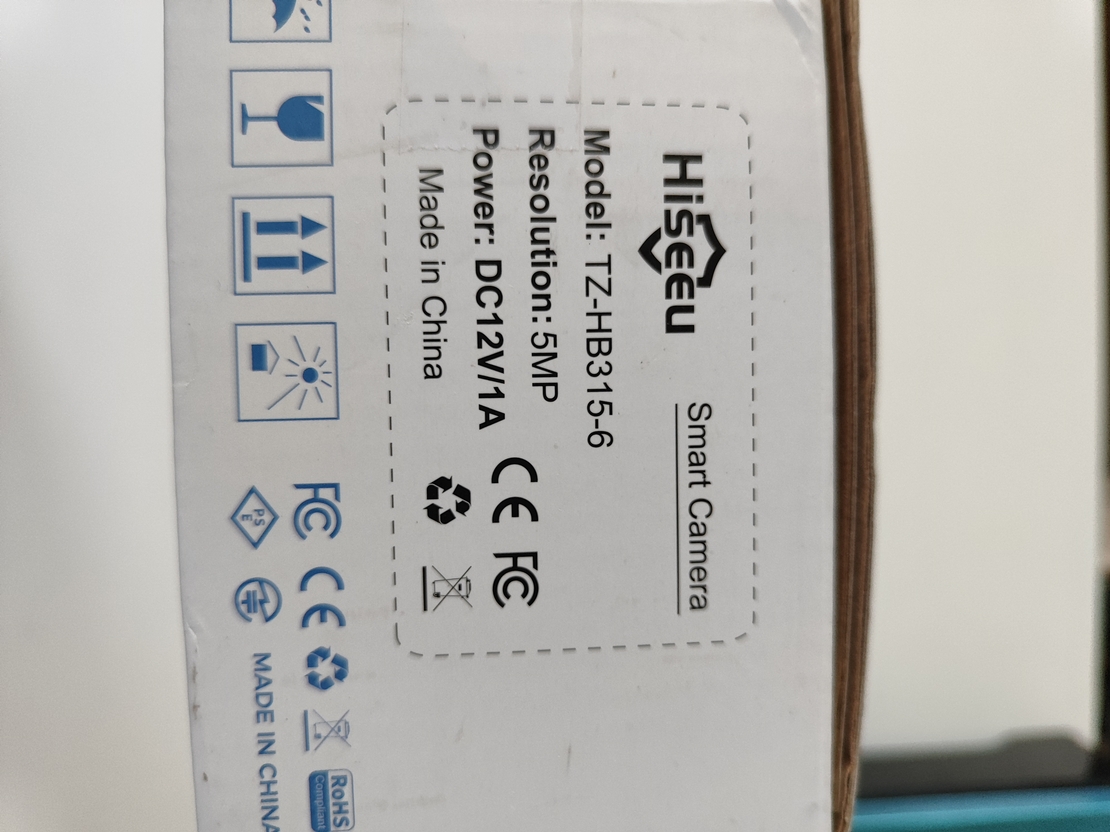 Hiseeu Smart Camera
Model: TZ-HB315-6
Resolution: 5MP
Power: DC12V/1A
Made in China
CE FC
FC CE
PSE
MADE IN CHINA
RoHS
Compliant